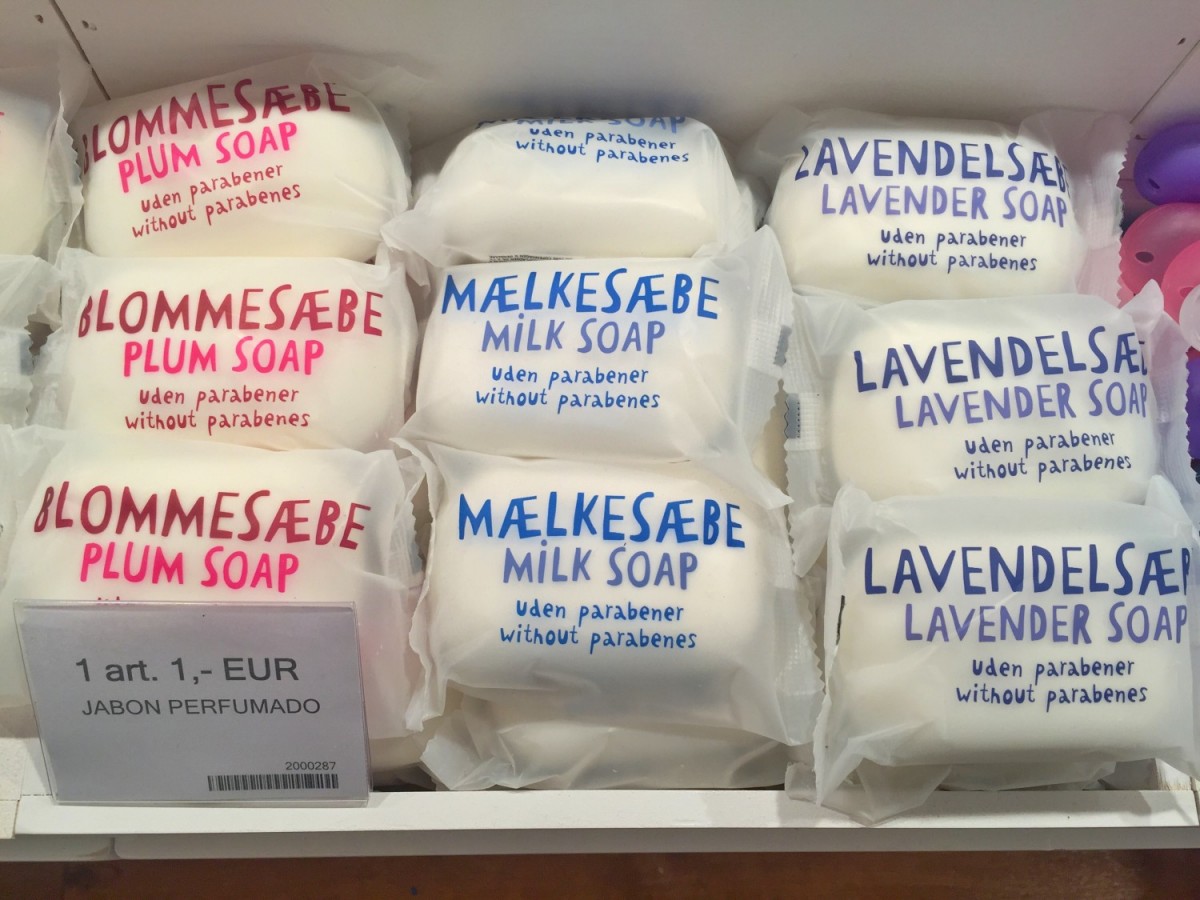 BLOMMESÆBE
PLUM SOAP
uden parabener
without parabenes
MILK SOAP
uden parabener
without parabenes
LAVENDELSÆB
LAVENDER SOAP
uden parabener
without parabenes
BLOMMESÆBE
PLUM SOAP
uden parabener
without parabenes
MÆLKESÆBE
MiLK SOAP
uden parabener
without parabenes
LAVENDELSÆB
LAVENDER SOAP
uden parabener
without parabenes
BLOMMESÆBE
PLUM SOAP
MÆLKESÆBE
MiLK SOAP
uden parabener
without parabenes
LAVENDELSÆB
LAVENDER SOAP
uden parabener
without parabenes
1 art. 1,- EUR
JABON PERFUMADO
2000287